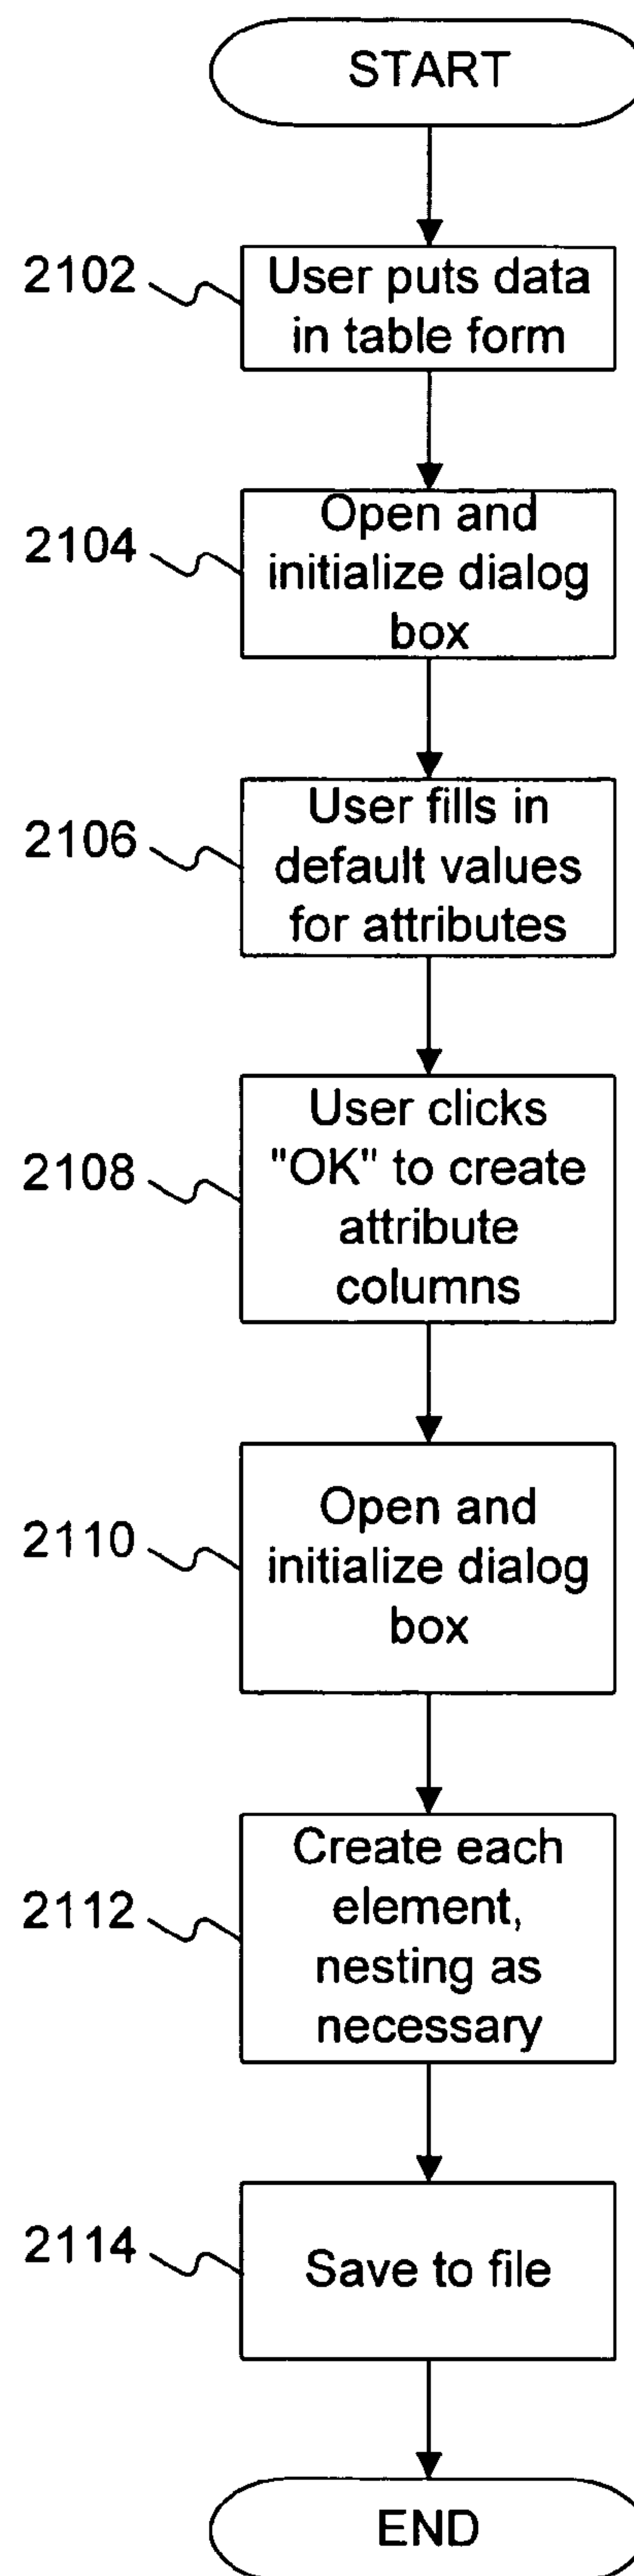 START
2102
User puts data
in table form
2104
Open and
initialize dialog
box
2106
User fills in
default values
for attributes
2108
User clicks
"OK" to create
attribute
columns
2110
Open and
initialize dialog
box
2112
Create each
element,
nesting as
necessary
2114
Save to file
END